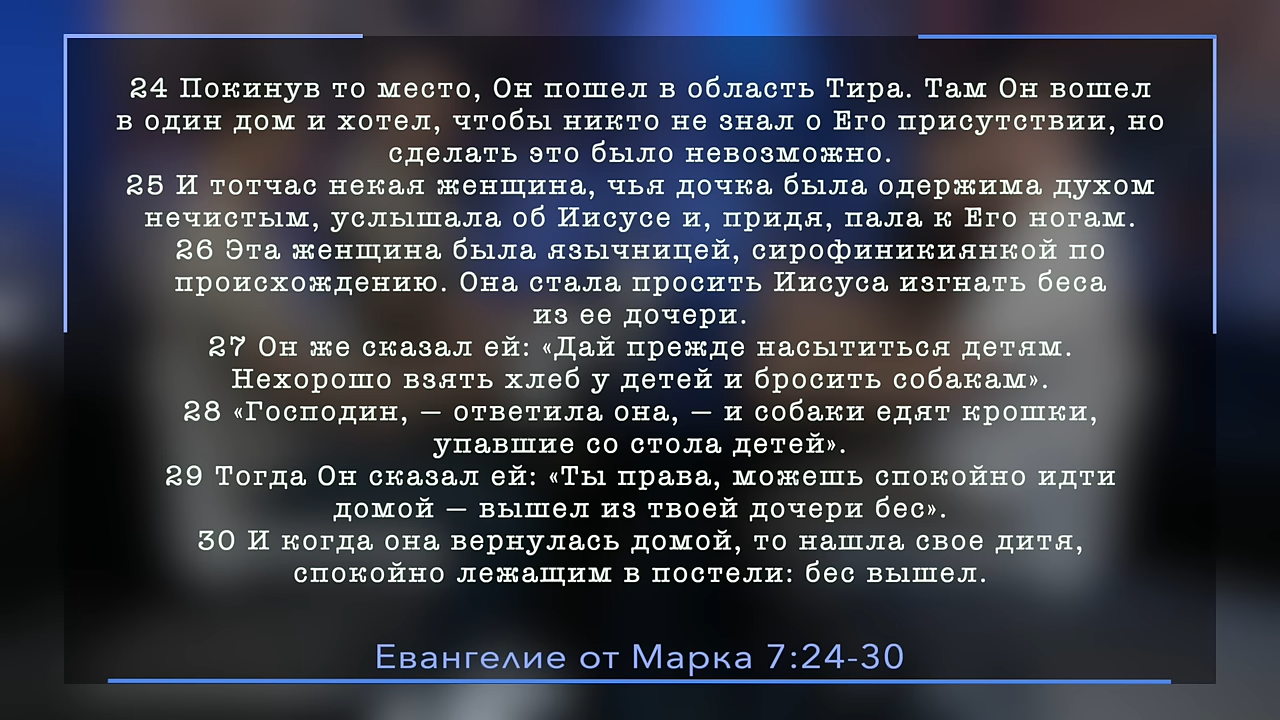 24 Покинув то место, Он пошел в область Тира. Там Он вошел
в один дом и хотел, чтобы никто не знал о Его присутствии, но
сделать это было невозможно.
25 И тотчас некая женщина, чья дочка была одержима духом
нечистым, услышала об Иисусе и, придя, пала к Его ногам.
26 Эта женщина была язычницей, сирофиникиянкой по
происхождению. Она стала просить Иисуса изгнать беса
из ее дочери.
27 Он же сказал ей: «Дай прежде насытиться детям.
Нехорошо взять хлеб у детей и бросить собакам».
28 «Господин, — ответила она, — и собаки едят крошки,
упавшие со стола детей».
29 Тогда Он сказал ей: «Ты права, можешь спокойно идти
домой — вышел из твоей дочери бес».
30 И когда она вернулась домой, то нашла свое дитя,
спокойно лежащим в постели: бес вышел.
Евангелие от Марка 7:24-30